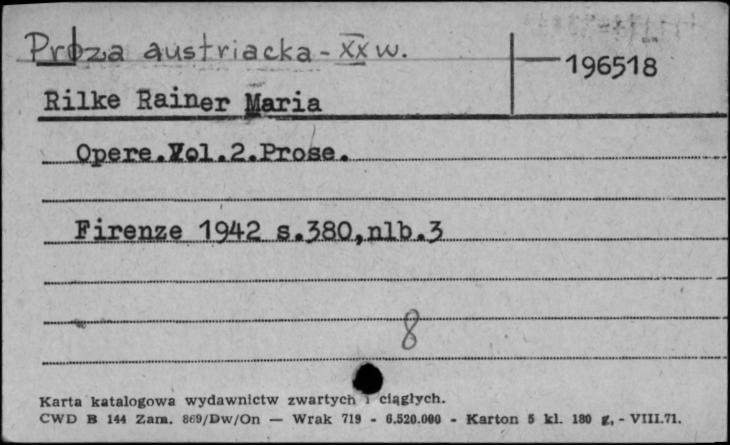 Proza austriacka - XX w.
196518
Rilke Rainer Maria
Opere.Vol.2.Prose.
Firenze 1942 s.380,nlb.3
8
Karta katalogowa wydawnictw zwartych i ciągłych.
CWD B 144 Zam. 869/Dw/On — Wrak 719 - 6.520.000 - Karton 5 kl. 180 g, - VIII.71.